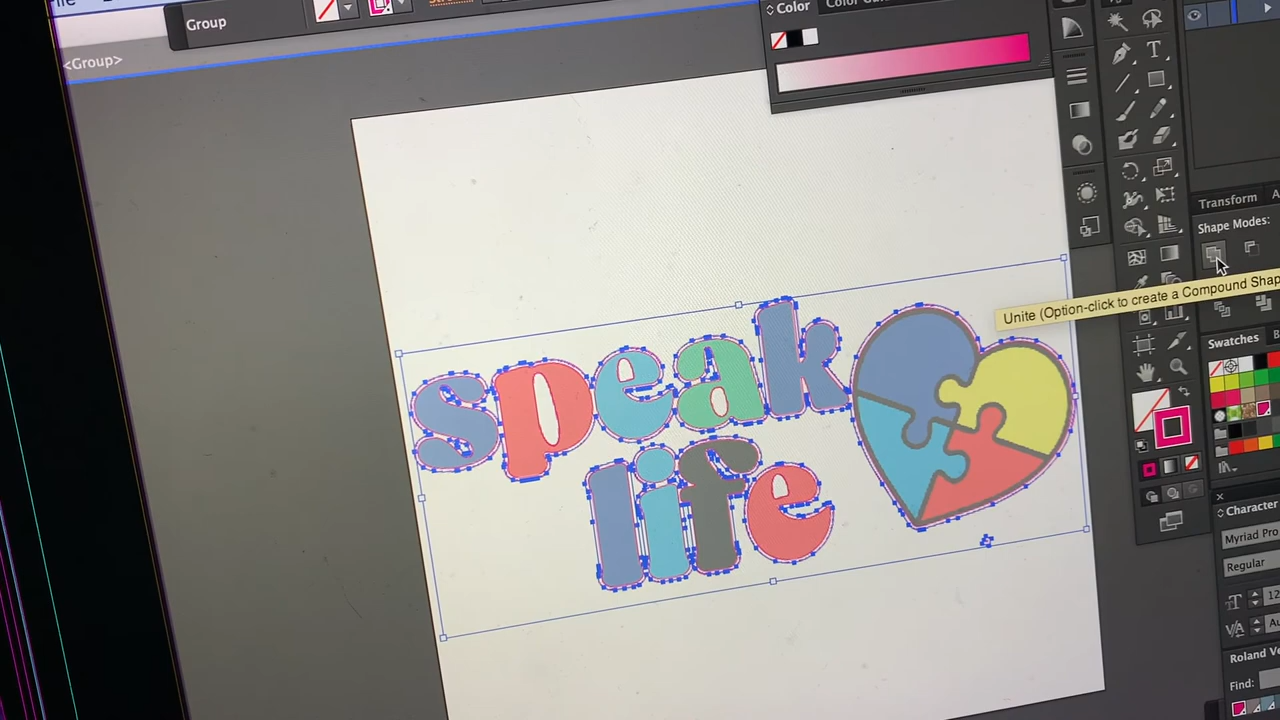 Group
Color
<Group>
Transform
Shape Modes:
Unite (Option-click to create a Compound Shap
Swatches
speak
life
Character
Myriad Pro
Regular
12
Roland Ve
Find: